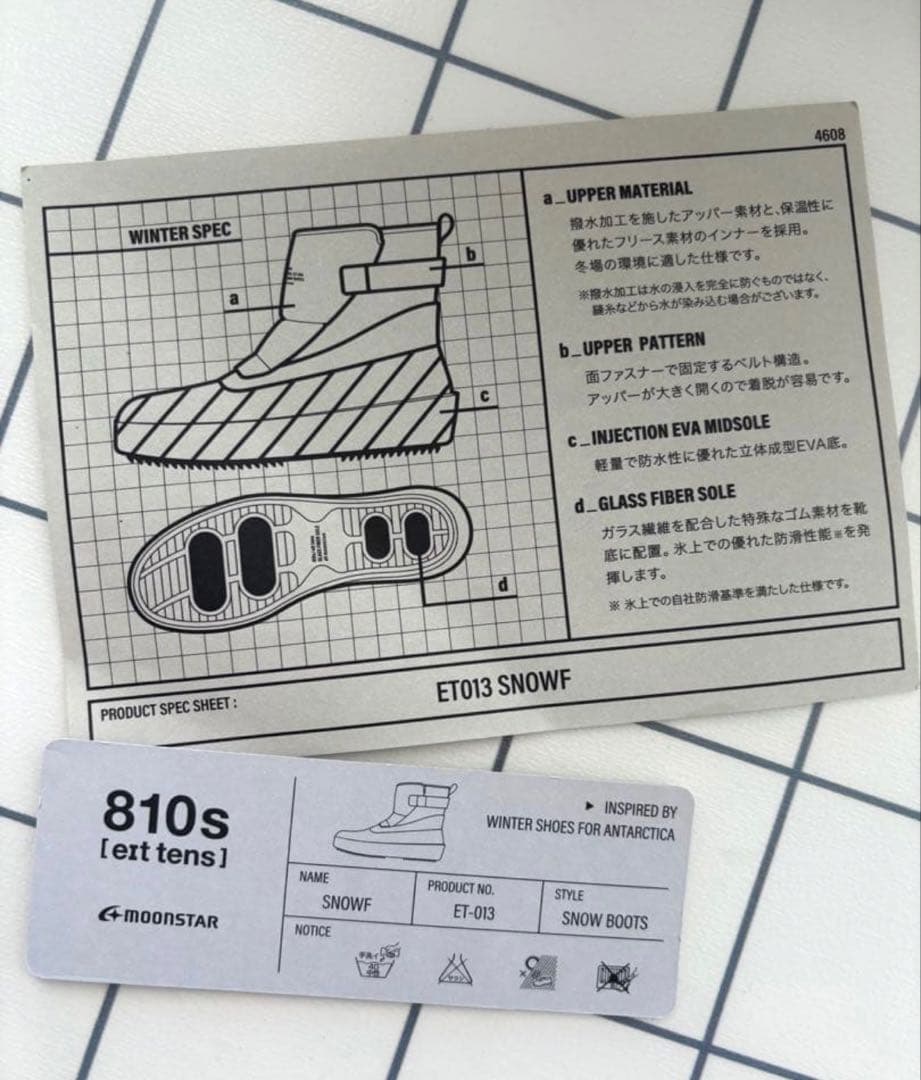 4608
WINTER SPEC
a
b
c
d
a_UPPER MATERIAL
撥水加工を施したアッパー素材と、保温性に
優れたフリース素材のインナーを採用。
冬場の環境に適した仕様です。
※撥水加工は水の浸入を完全に防ぐものではなく、
縫糸などから水が染み込む場合がございます。
b_UPPER PATTERN
面ファスナーで固定するベルト構造。
アッパーが大きく開くので着脱が容易です。
c_INJECTION EVA MIDSOLE
軽量で防水性に優れた立体成型EVA底。
d_GLASS FIBER SOLE
ガラス繊維を配合した特殊なゴム素材を靴
底に配置。氷上での優れた防滑性能※を発
揮します。
※ 氷上での自社防滑基準を満たした仕様です。
PRODUCT SPEC SHEET :
ET013 SNOWF
810s
[eɪt tens]
MOONSTAR
▶ INSPIRED BY
WINTER SHOES FOR ANTARCTICA
NAME
SNOWF
PRODUCT NO.
ET-013
STYLE
SNOW BOOTS
NOTICE
40
中性